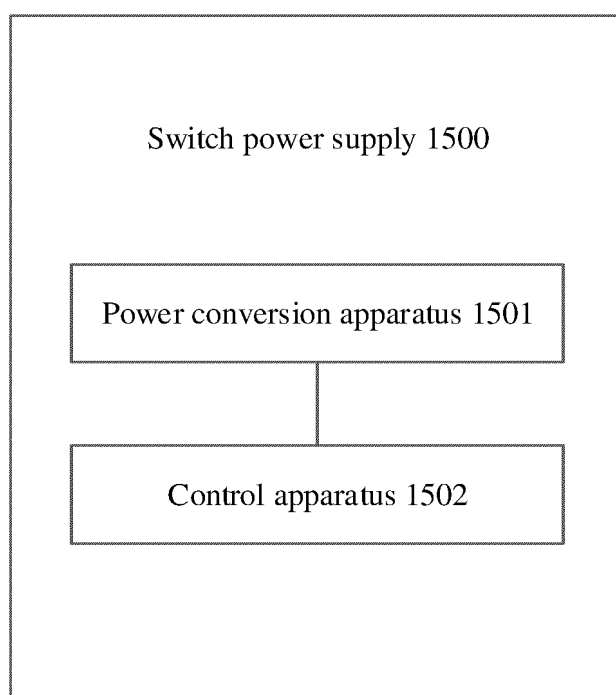 Switch power supply 1500
Power conversion apparatus 1501
Control apparatus 1502